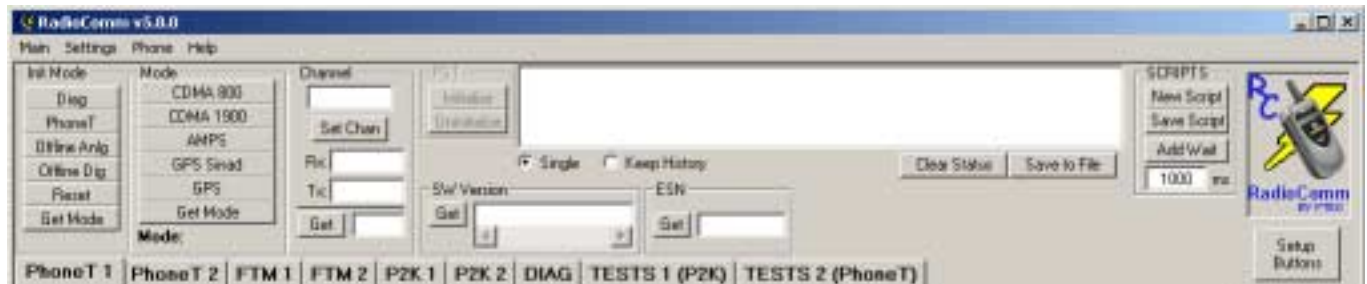 RadioComm v5.0.0
Main Settings Phone Help
Init Mode
Diag
PhoneT
Offline Anlg
Offline Dig
Reset
Get Mode
Mode
CDMA 800
CDMA 1900
AMPS
GPS Sinad
GPS
Get Mode
Mode:
Channel
Set Chan
Rx:
Tx:
Get
PST
Initialize
Uninitialize
Single Keep History
Clear Status Save to File
SW Version
Get
ESN
Get
SCRIPTS
New Script
Save Script
Add Wait
1000 ms
RC
RadioComm
Setup
Buttons
PhoneT 1 PhoneT 2 FTM 1 FTM 2 P2K 1 P2K 2 DIAG TESTS 1 (P2K) TESTS 2 (PhoneT)